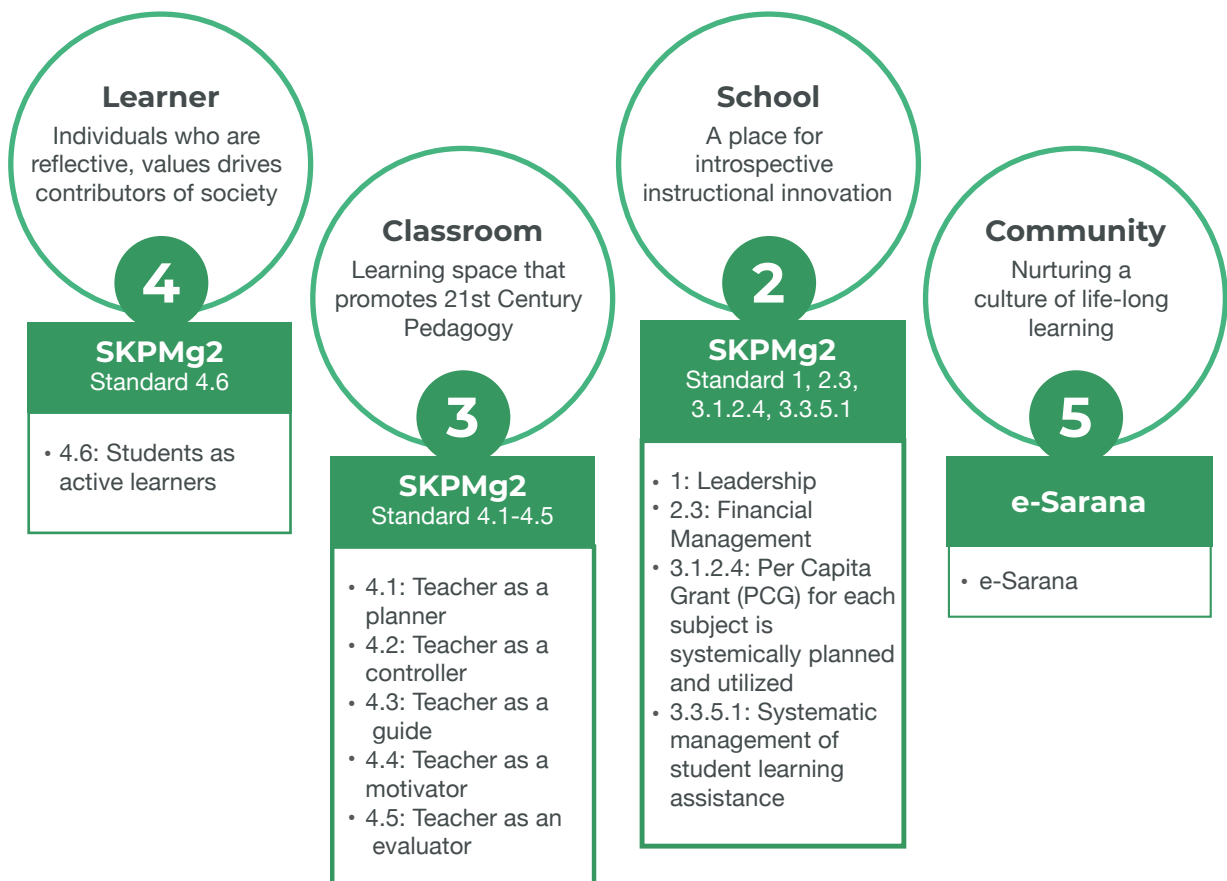 Learner
Individuals who are
reflective, values drives
contributors of society
4
SKPMg2
Standard 4.6
• 4.6: Students as
active learners
Classroom
Learning space that
promotes 21st Century
Pedagogy
3
SKPMg2
Standard 4.1-4.5
• 4.1: Teacher as a
planner
• 4.2: Teacher as a
controller
• 4.3: Teacher as a
guide
• 4.4: Teacher as a
motivator
• 4.5: Teacher as an
evaluator
School
A place for
introspective
instructional innovation
2
SKPMg2
Standard 1, 2.3,
3.1.2.4, 3.3.5.1
• 1: Leadership
• 2.3: Financial
Management
• 3.1.2.4: Per Capita
Grant (PCG) for each
subject is
systemically planned
and utilized
• 3.3.5.1: Systematic
management of
student learning
assistance
Community
Nurturing a
culture of life-long
learning
5
e-Sarana
• e-Sarana